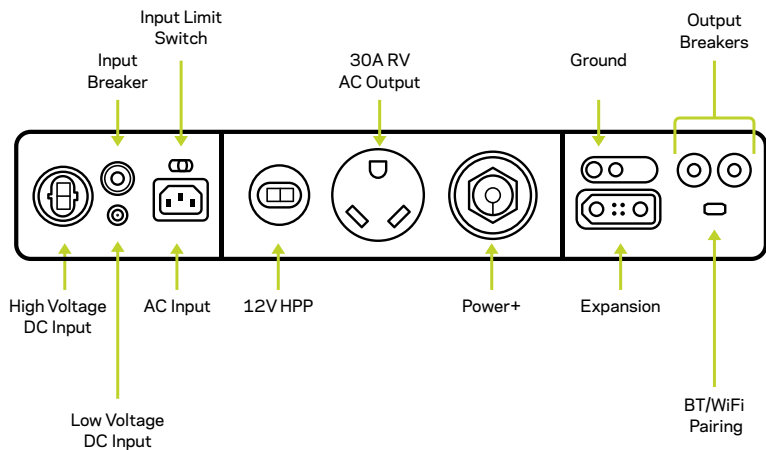 Input Limit
Switch
Input
Breaker
30A RV
AC Output
Ground
Output
Breakers
High Voltage
DC Input
AC Input
12V HPP
Power+
Expansion
Low Voltage
DC Input
BT/WiFi
Pairing